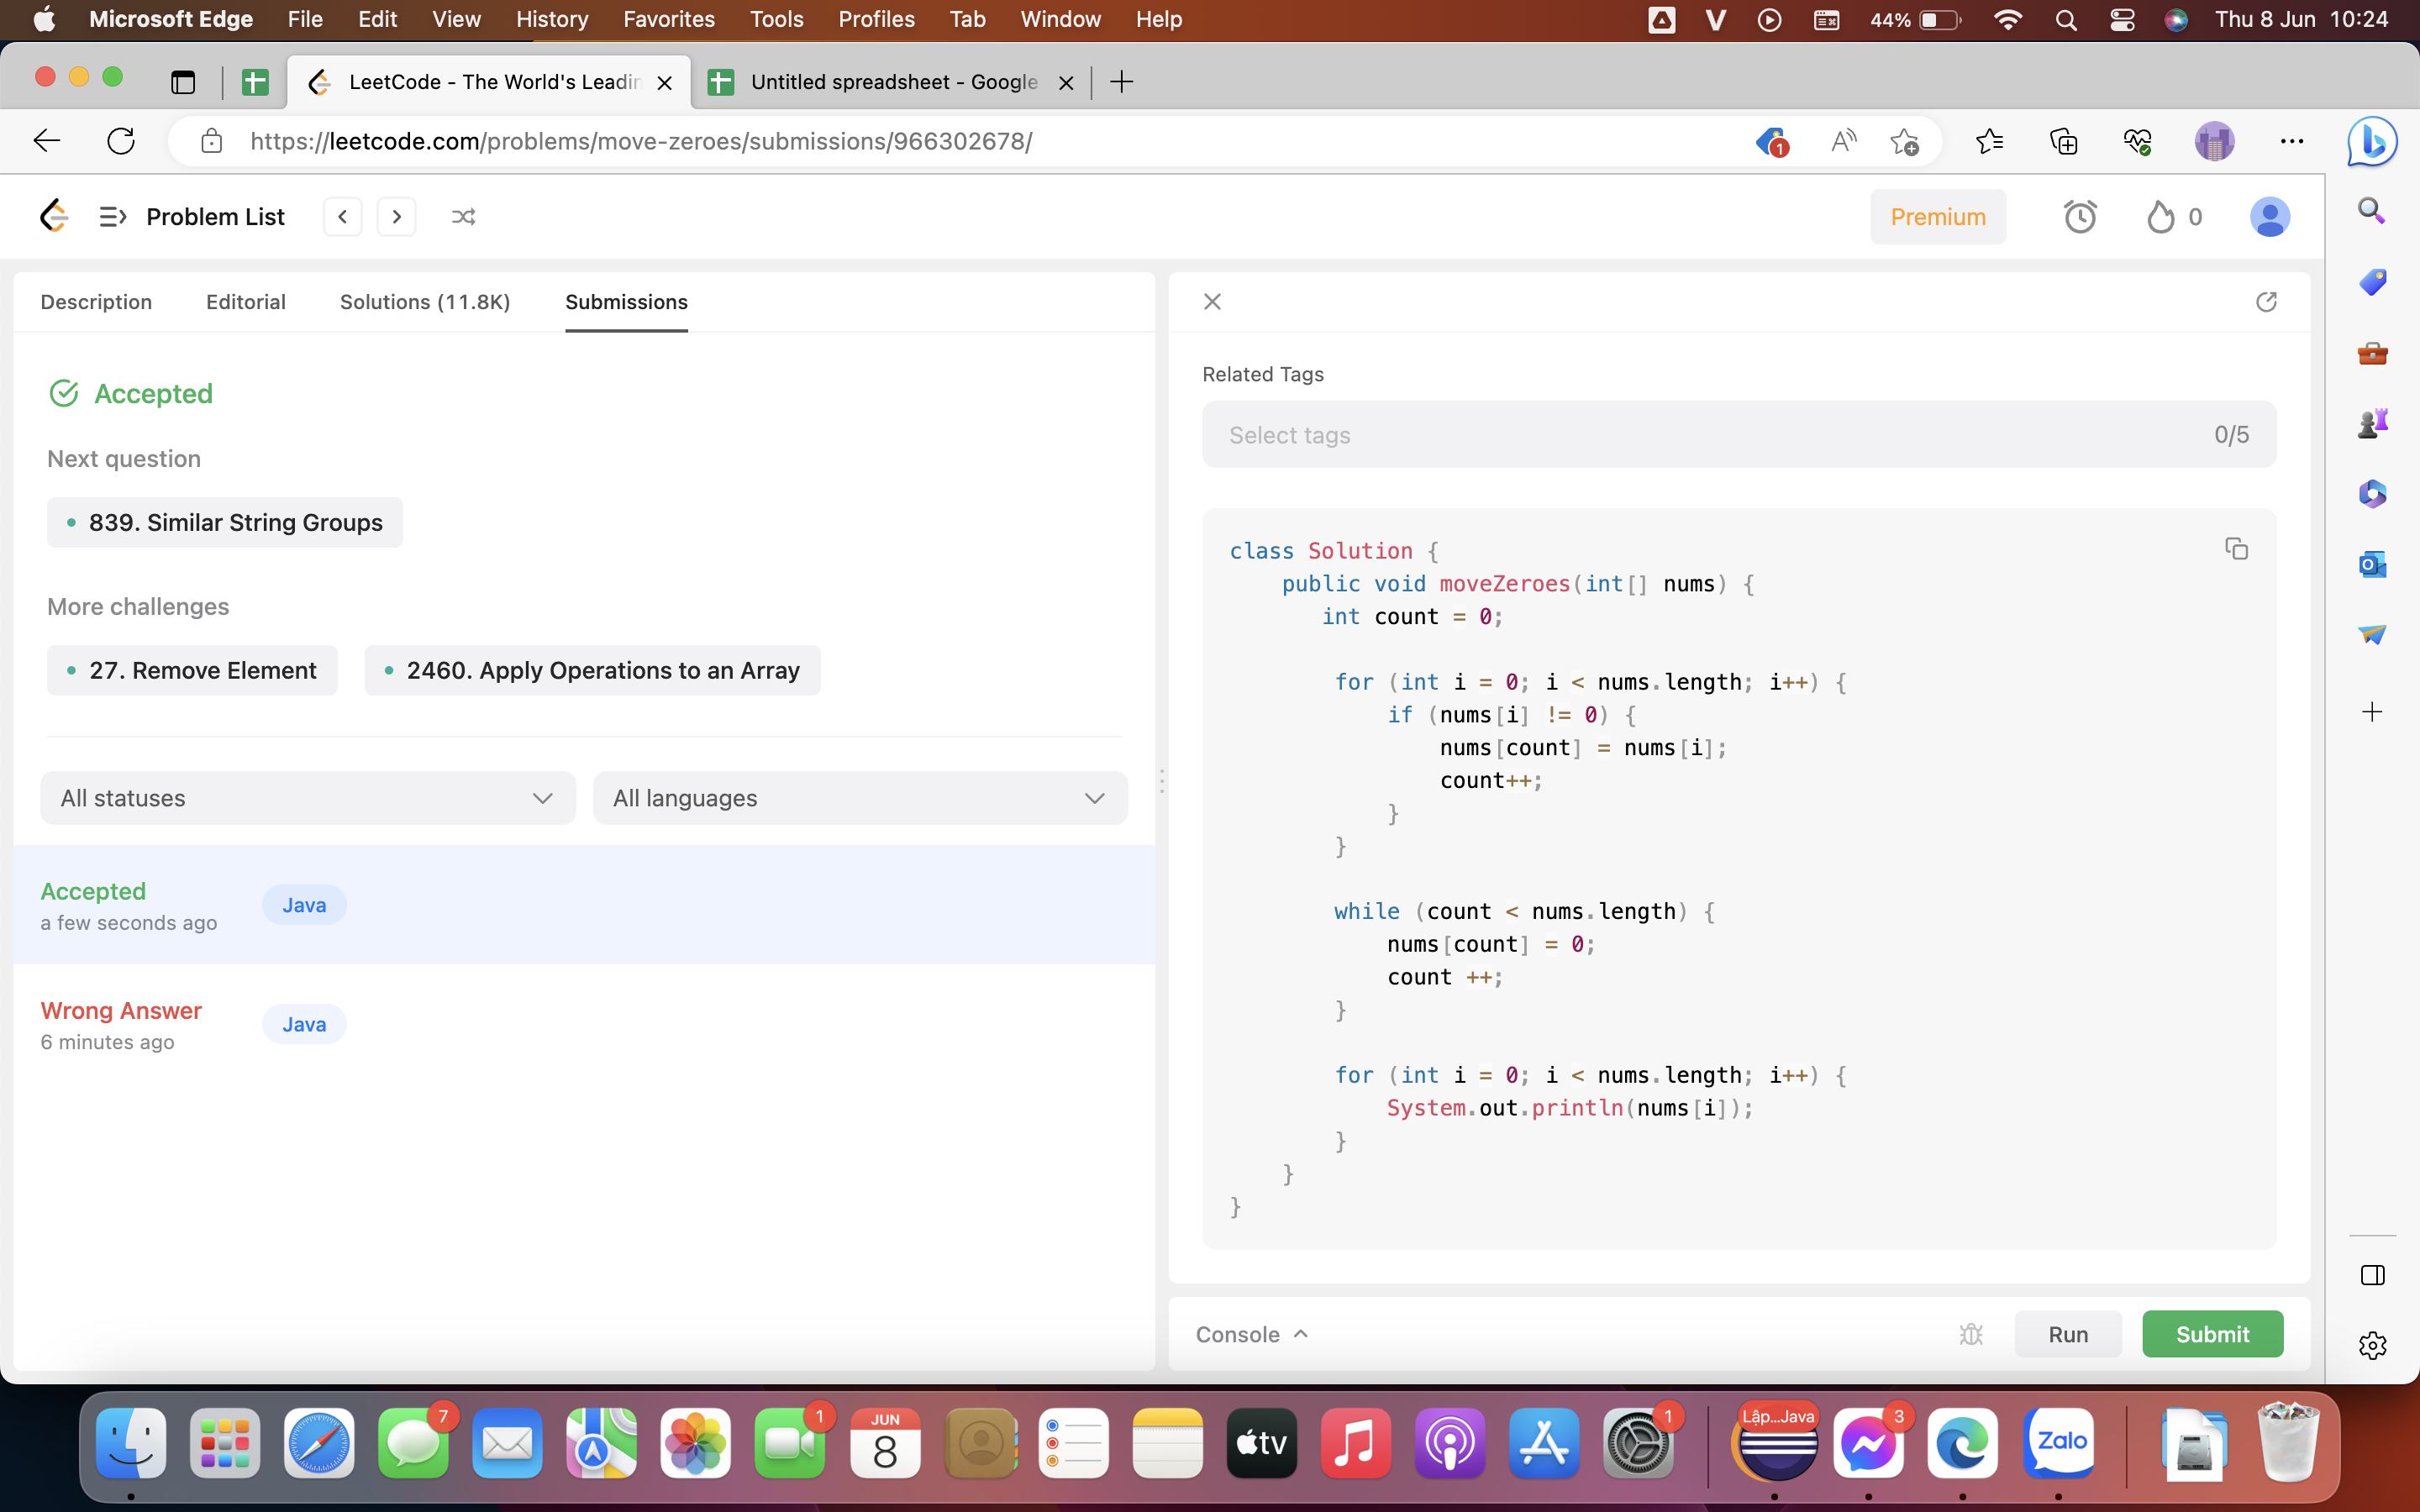 Microsoft Edge File Edit View History Favorites Tools Profiles Tab Window Help 44% Thu 8 Jun 10:24
LeetCode - The World's Leadin
Untitled spreadsheet - Google
https://leetcode.com/problems/move-zeroes/submissions/966302678/
1
Problem List
Premium
0
Description Editorial Solutions (11.8K) Submissions
Accepted
Next question
839. Similar String Groups
More challenges
27. Remove Element
2460. Apply Operations to an Array
All statuses
All languages
Accepted
a few seconds ago
Java
Wrong Answer
6 minutes ago
Java
Related Tags
Select tags
0/5
class Solution {
    public void moveZeroes(int[] nums) {
       int count = 0;
        for (int i = 0; i < nums.length; i++) {
            if (nums[i] != 0) {
                nums[count] = nums[i];
                count++;
            }
        }
        while (count < nums.length) {
            nums[count] = 0;
            count ++;
        }
        for (int i = 0; i < nums.length; i++) {
            System.out.println(nums[i]);
        }
    }
}
Console
Run
Submit
7
1
JUN
8
tv
1
Lập...Java
3
Zalo